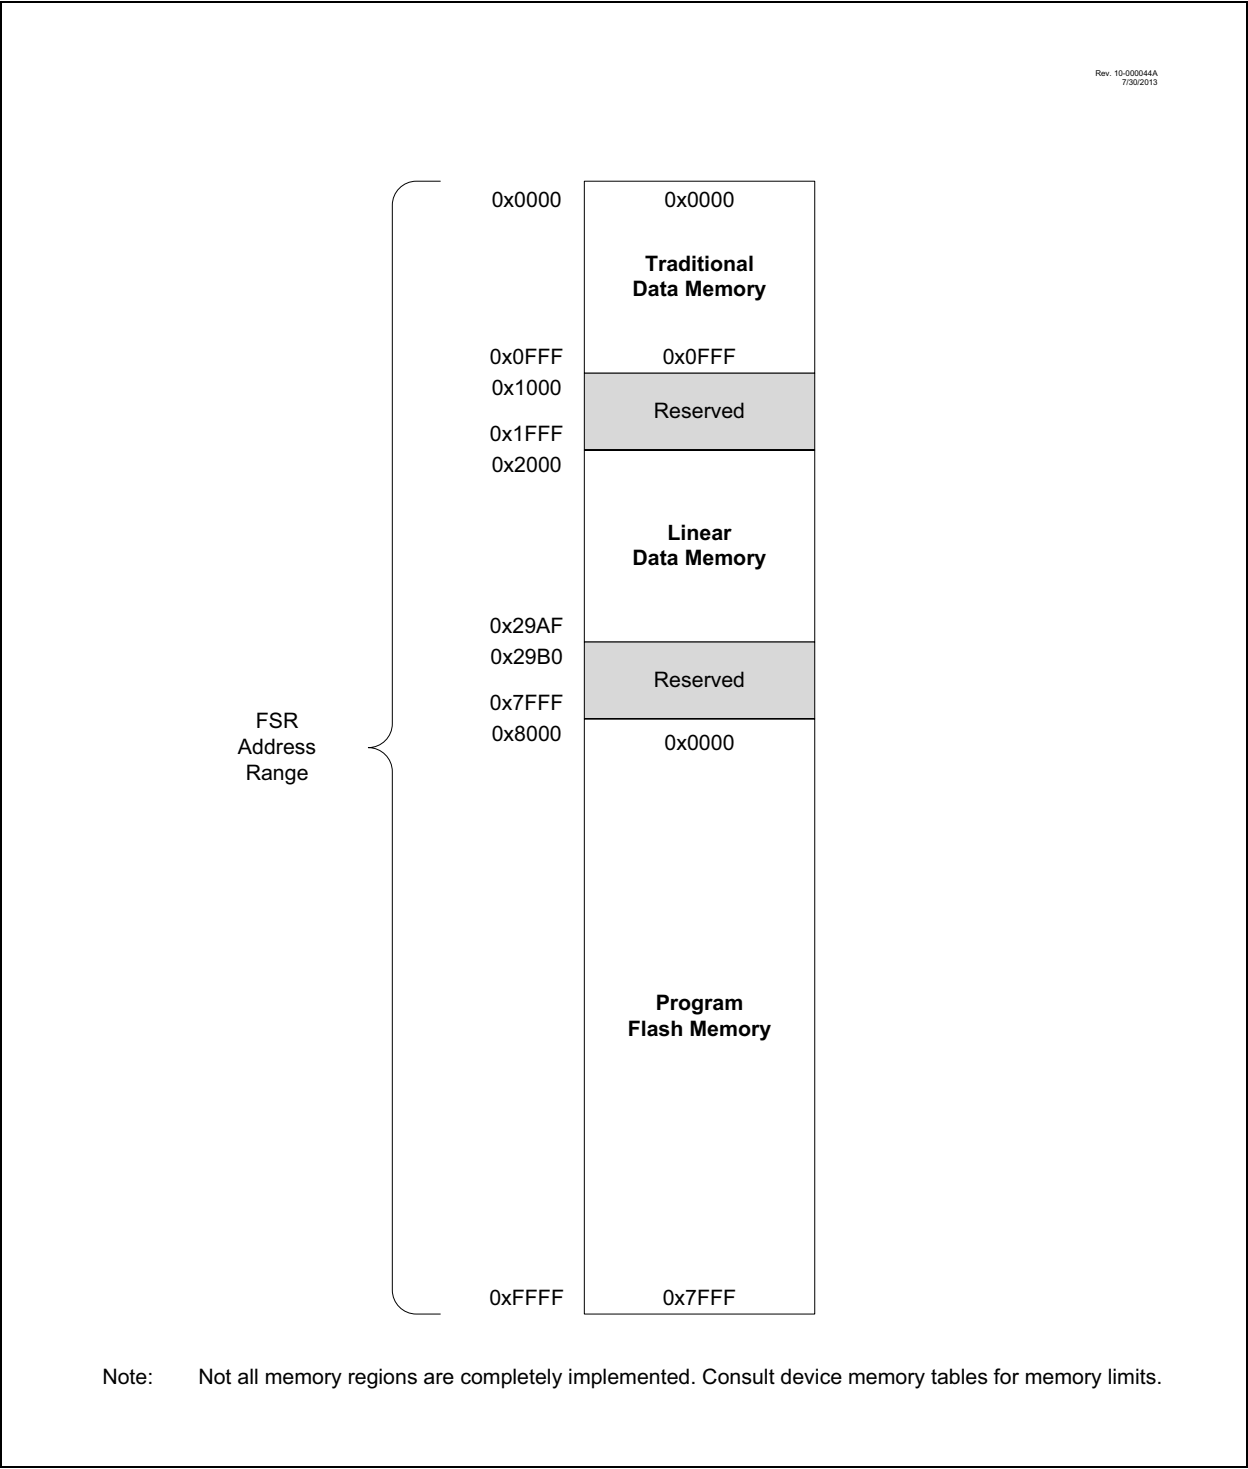 Rev. 10-000044A
7/30/2013
0x0000 0x0000
Traditional
Data Memory
0x0FFF 0x0FFF
0x1000
Reserved
0x1FFF
0x2000
Linear
Data Memory
0x29AF
0x29B0
Reserved
0x7FFF
0x8000 0x0000
FSR
Address
Range
Program
Flash Memory
0xFFFF 0x7FFF
Note: Not all memory regions are completely implemented. Consult device memory tables for memory limits.